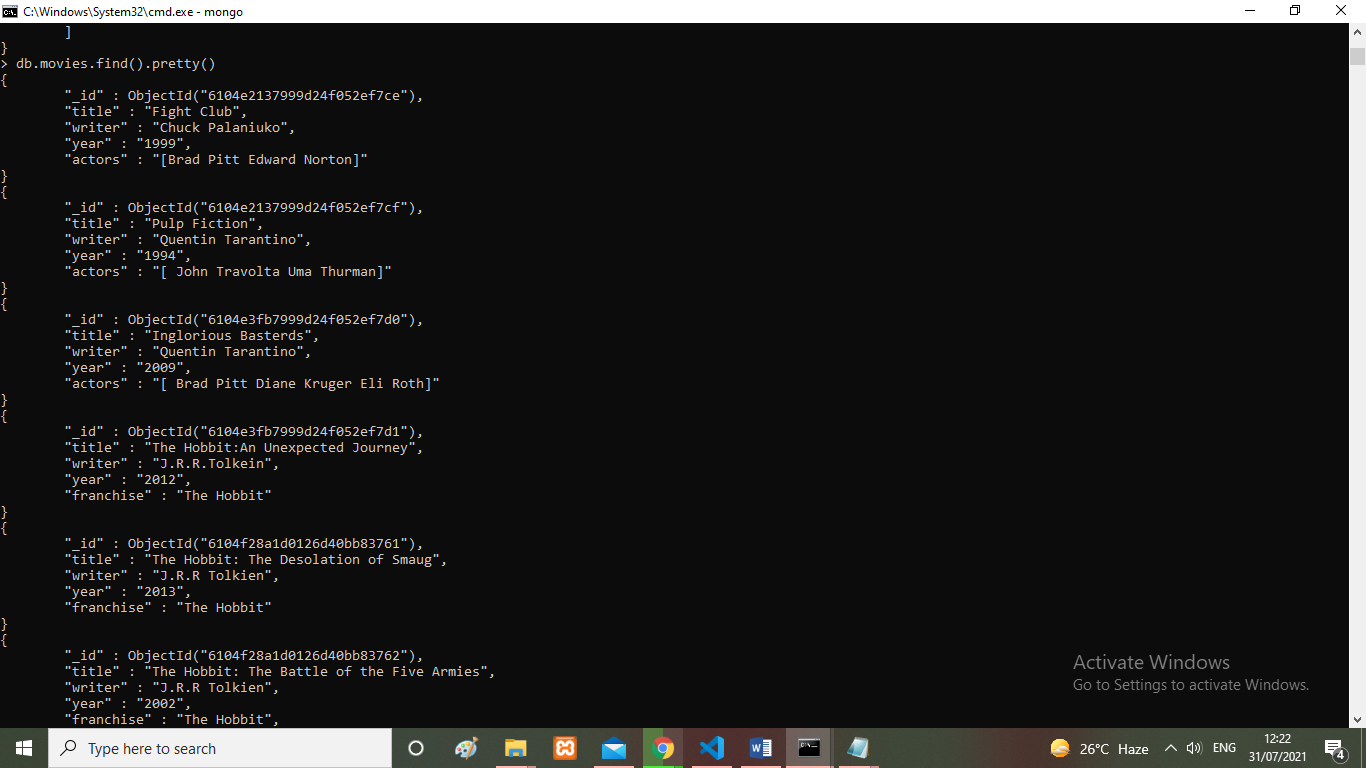 C:\Windows\System32\cmd.exe - mongo
]
}
> db.movies.find().pretty()
{
"_id" : ObjectId("6104e2137999d24f052ef7ce"),
"title" : "Fight Club",
"writer" : "Chuck Palaniuko",
"year" : "1999",
"actors" : "[Brad Pitt Edward Norton]"
}
{
"_id" : ObjectId("6104e2137999d24f052ef7cf"),
"title" : "Pulp Fiction",
"writer" : "Quentin Tarantino",
"year" : "1994",
"actors" : "[ John Travolta Uma Thurman]"
}
{
"_id" : ObjectId("6104e3fb7999d24f052ef7d0"),
"title" : "Inglorious Basterds",
"writer" : "Quentin Tarantino",
"year" : "2009",
"actors" : "[ Brad Pitt Diane Kruger Eli Roth]"
}
{
"_id" : ObjectId("6104e3fb7999d24f052ef7d1"),
"title" : "The Hobbit:An Unexpected Journey",
"writer" : "J.R.R.Tolkein",
"year" : "2012",
"franchise" : "The Hobbit"
}
{
"_id" : ObjectId("6104f28a1d0126d40bb83761"),
"title" : "The Hobbit: The Desolation of Smaug",
"writer" : "J.R.R Tolkien",
"year" : "2013",
"franchise" : "The Hobbit"
}
{
"_id" : ObjectId("6104f28a1d0126d40bb83762"),
"title" : "The Hobbit: The Battle of the Five Armies",
"writer" : "J.R.R Tolkien",
"year" : "2002",
"franchise" : "The Hobbit",
Activate Windows
Go to Settings to activate Windows.
Type here to search
26°C Haze
ENG
12:22
31/07/2021
4